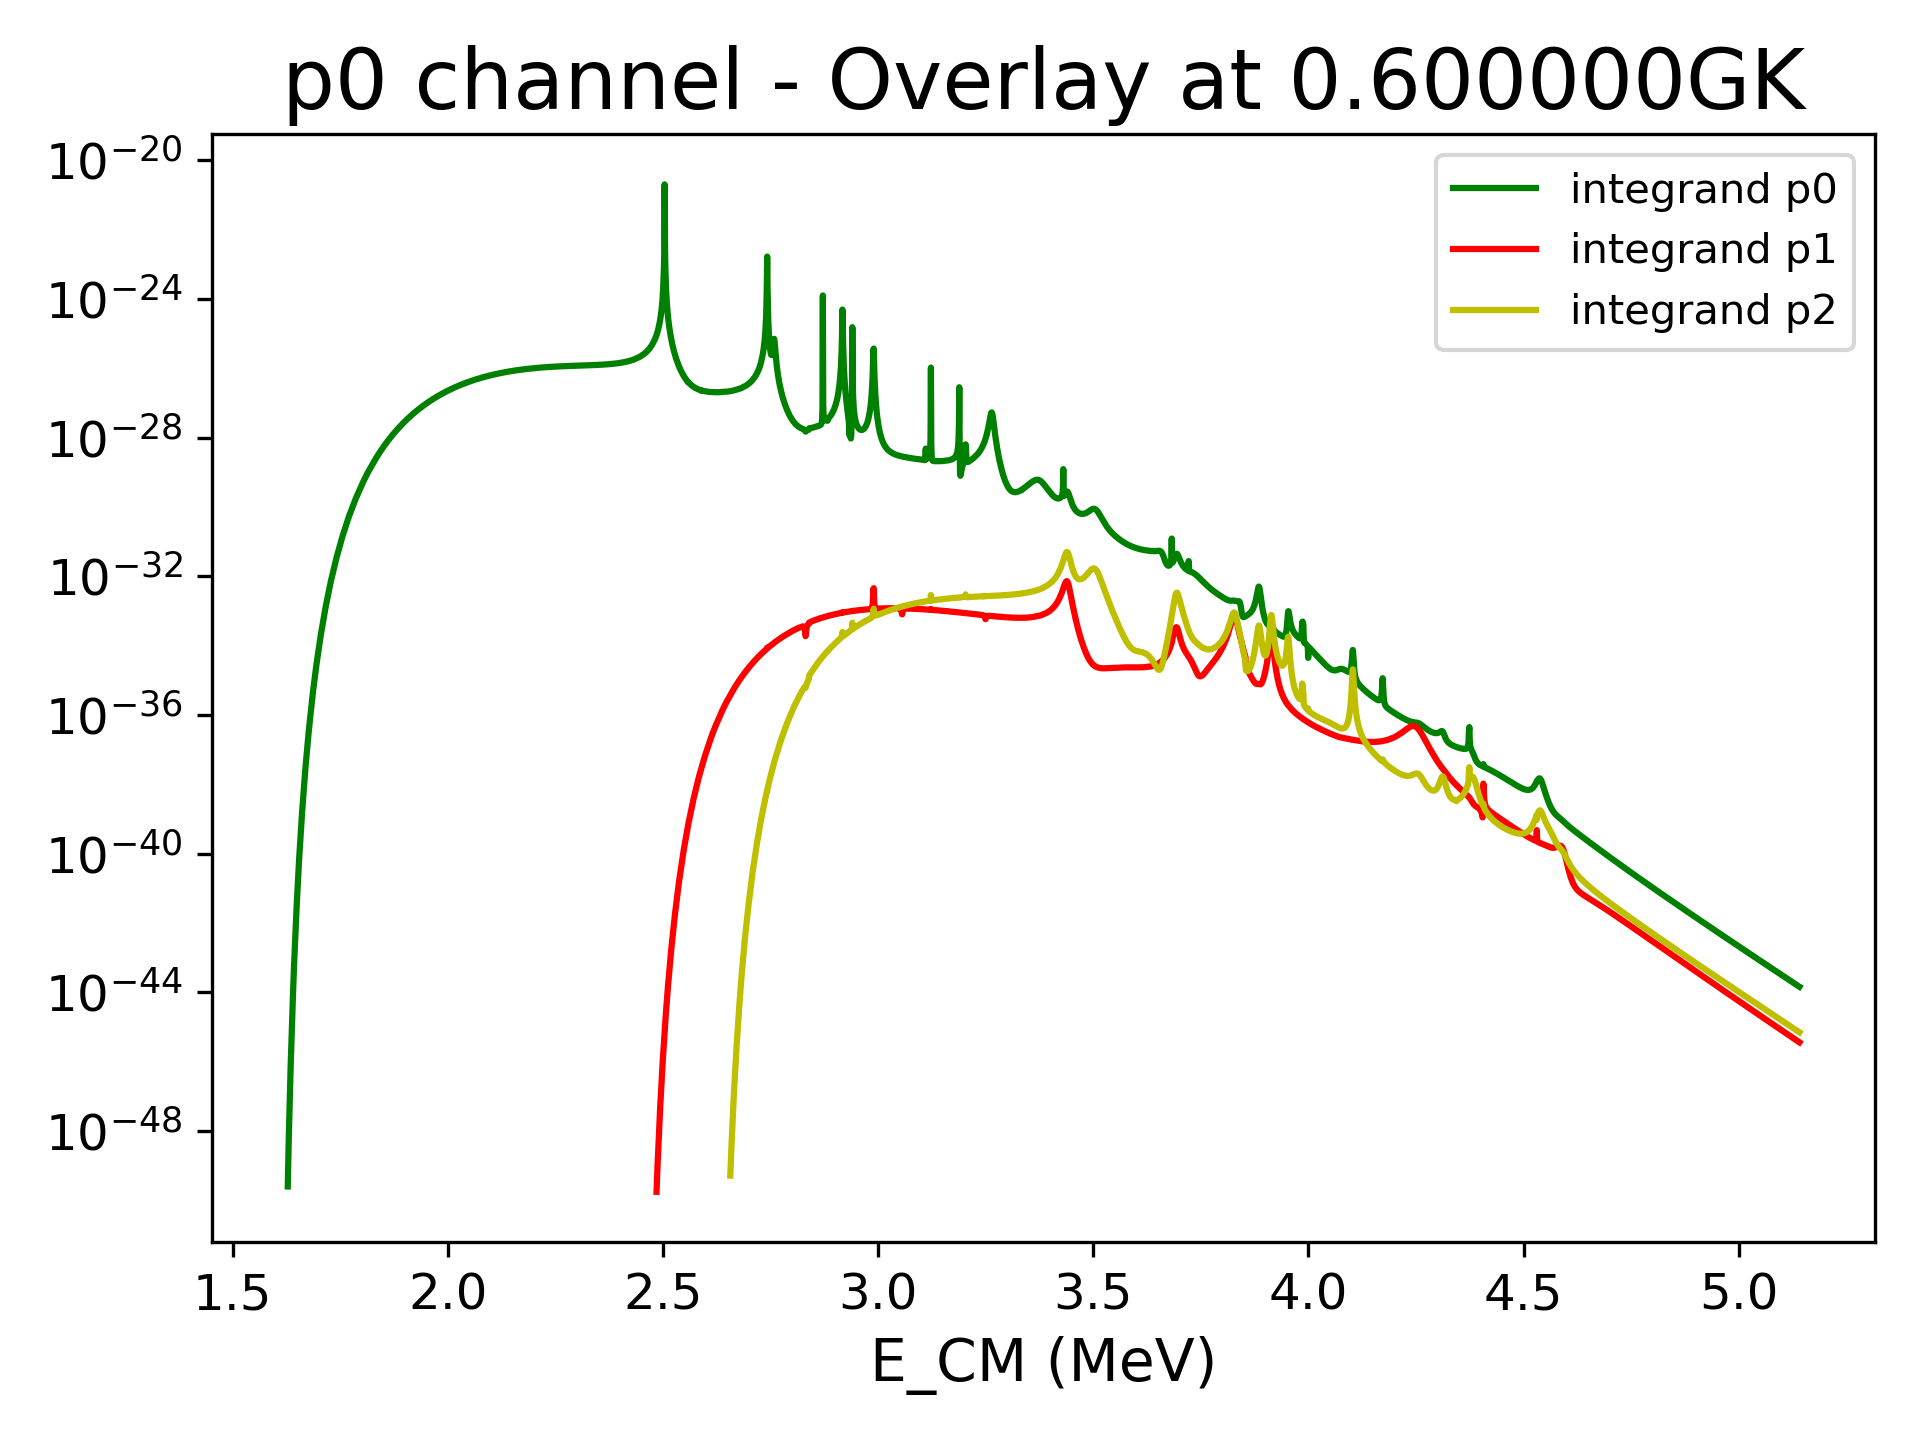 p0 channel - Overlay at 0.600000GK
10⁻²⁰
10⁻²⁴
10⁻²⁸
10⁻³²
10⁻³⁶
10⁻⁴⁰
10⁻⁴⁴
10⁻⁴⁸
integrand p0
integrand p1
integrand p2
1.5 2.0 2.5 3.0 3.5 4.0 4.5 5.0
E_CM (MeV)